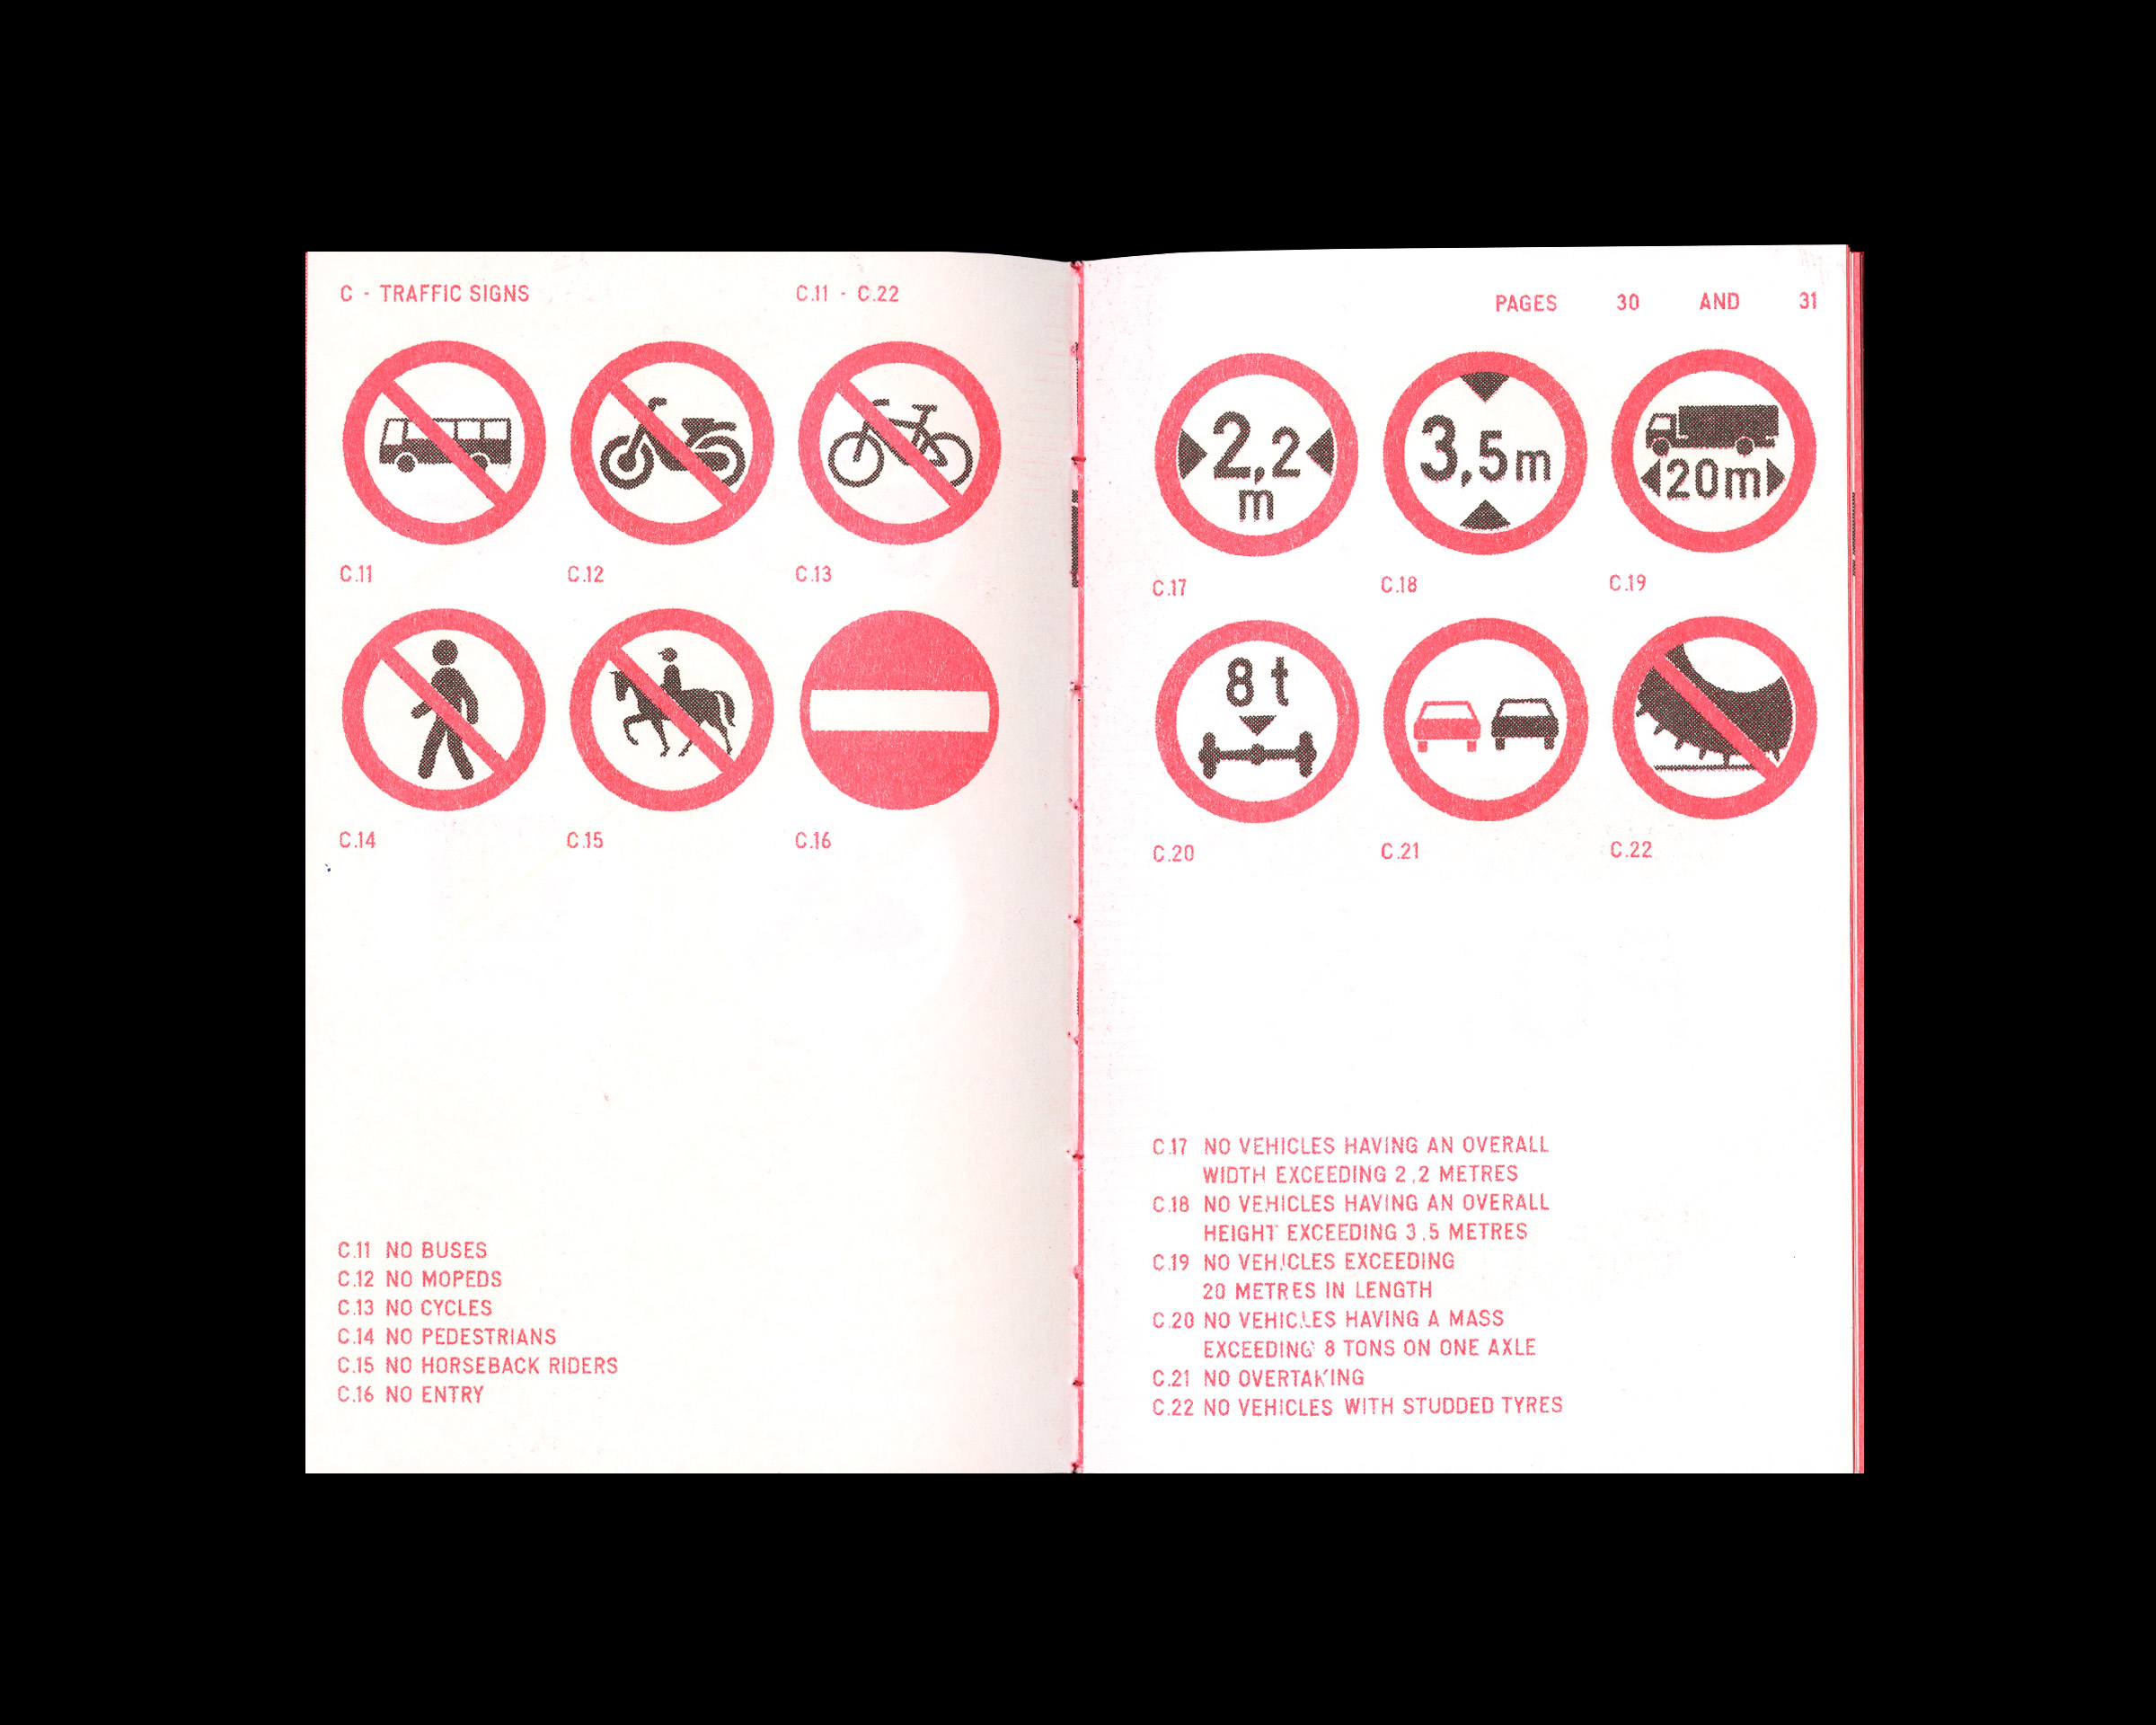 C - TRAFFIC SIGNS C.11 - C.22
C.11 C.12 C.13
C.14 C.15 C.16
C.11 NO BUSES
C.12 NO MOPEDS
C.13 NO CYCLES
C.14 NO PEDESTRIANS
C.15 NO HORSEBACK RIDERS
C.16 NO ENTRY
PAGES 30 AND 31
2,2
m
3,5m
20m
C.17 C.18 C.19
8 t
C.20 C.21 C.22
C.17 NO VEHICLES HAVING AN OVERALL
WIDTH EXCEEDING 2,2 METRES
C.18 NO VEHICLES HAVING AN OVERALL
HEIGHT EXCEEDING 3,5 METRES
C.19 NO VEHICLES EXCEEDING
20 METRES IN LENGTH
C.20 NO VEHICLES HAVING A MASS
EXCEEDING 8 TONS ON ONE AXLE
C.21 NO OVERTAKING
C.22 NO VEHICLES WITH STUDDED TYRES